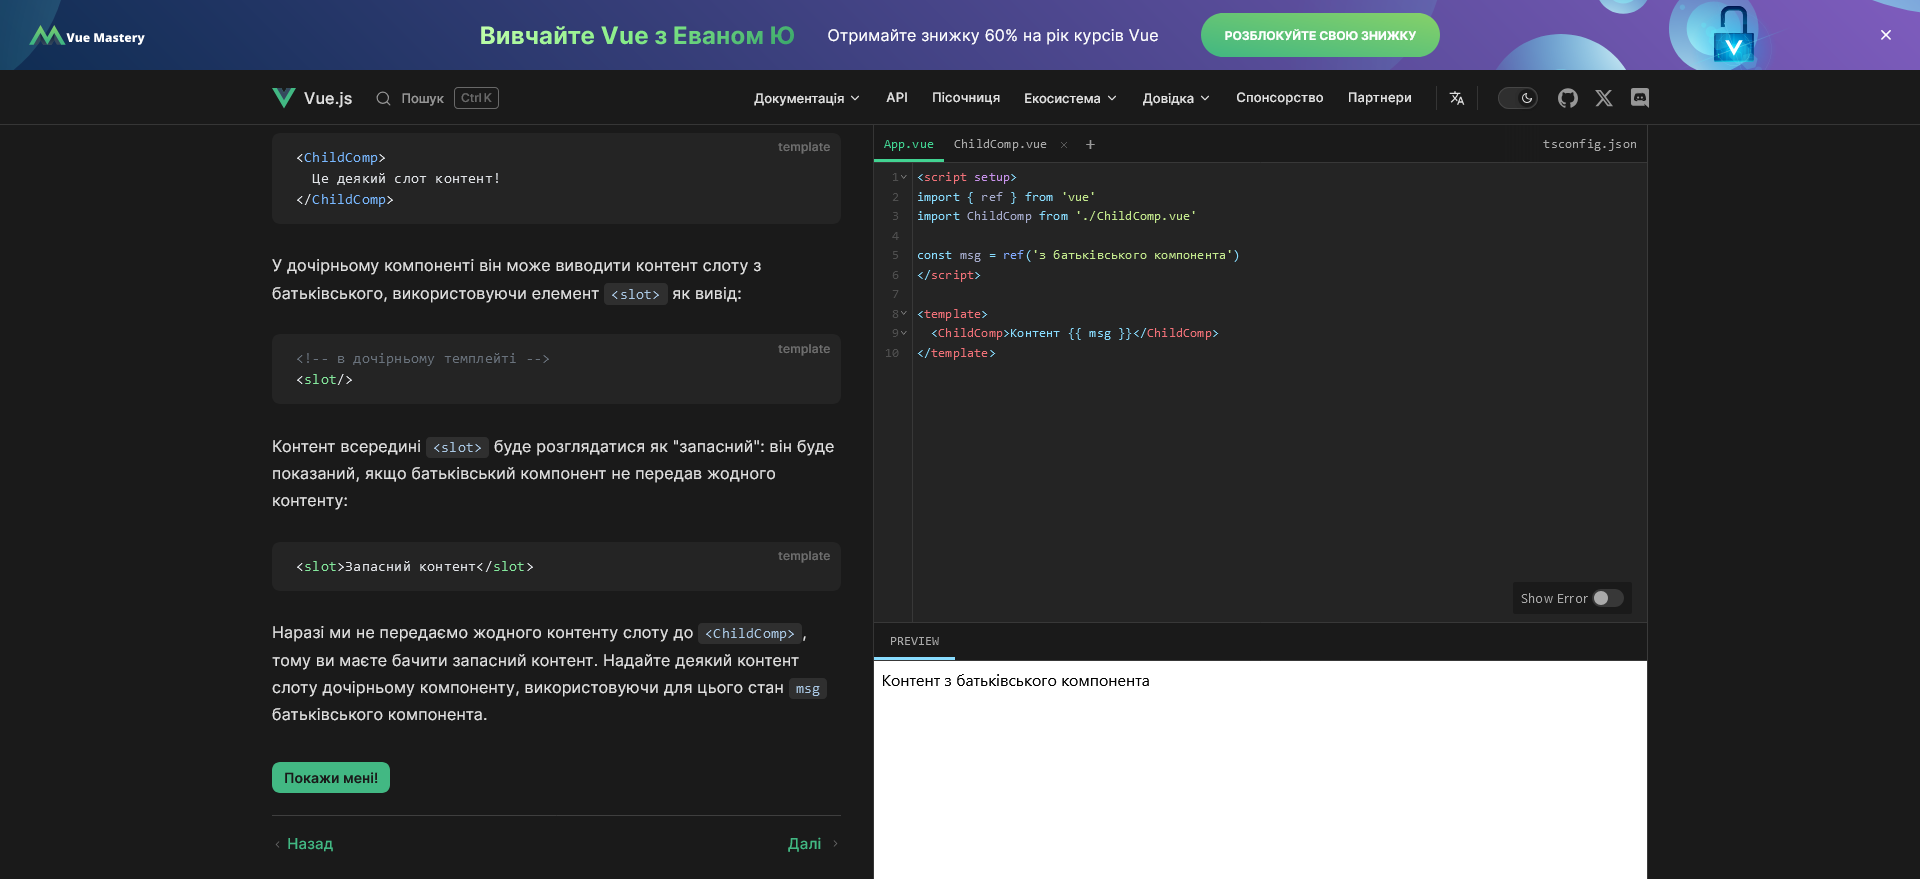 Vue Mastery
Вивчайте Vue з Еваном Ю
Отримайте знижку 60% на рік курсів Vue
РОЗБЛОКУЙТЕ СВОЮ ЗНИЖКУ
Vue.js
Пошук
Ctrl K
Документація
API
Пісочниця
Екосистема
Довідка
Спонсорство
Партнери
template
<ChildComp>
Це деякий слот контент!
</ChildComp>
У дочірньому компоненті він може виводити контент слоту з
батьківського, використовуючи елемент <slot> як вивід:
template
<!-- в дочірньому темплейті -->
<slot/>
Контент всередині <slot> буде розглядатися як "запасний": він буде
показаний, якщо батьківський компонент не передав жодного
контенту:
template
<slot>Запасний контент</slot>
Наразі ми не передаємо жодного контенту слоту до <ChildComp>,
тому ви маєте бачити запасний контент. Надайте деякий контент
слоту дочірньому компоненту, використовуючи для цього стан msg
батьківського компонента.
Покажи мені!
Назад
Далі
App.vue
ChildComp.vue
tsconfig.json
1 <script setup>
2 import { ref } from 'vue'
3 import ChildComp from './ChildComp.vue'
4
5 const msg = ref('з батьківського компонента')
6 </script>
7
8 <template>
9 <ChildComp>Контент {{ msg }}</ChildComp>
10 </template>
Show Error
PREVIEW
Контент з батьківського компонента